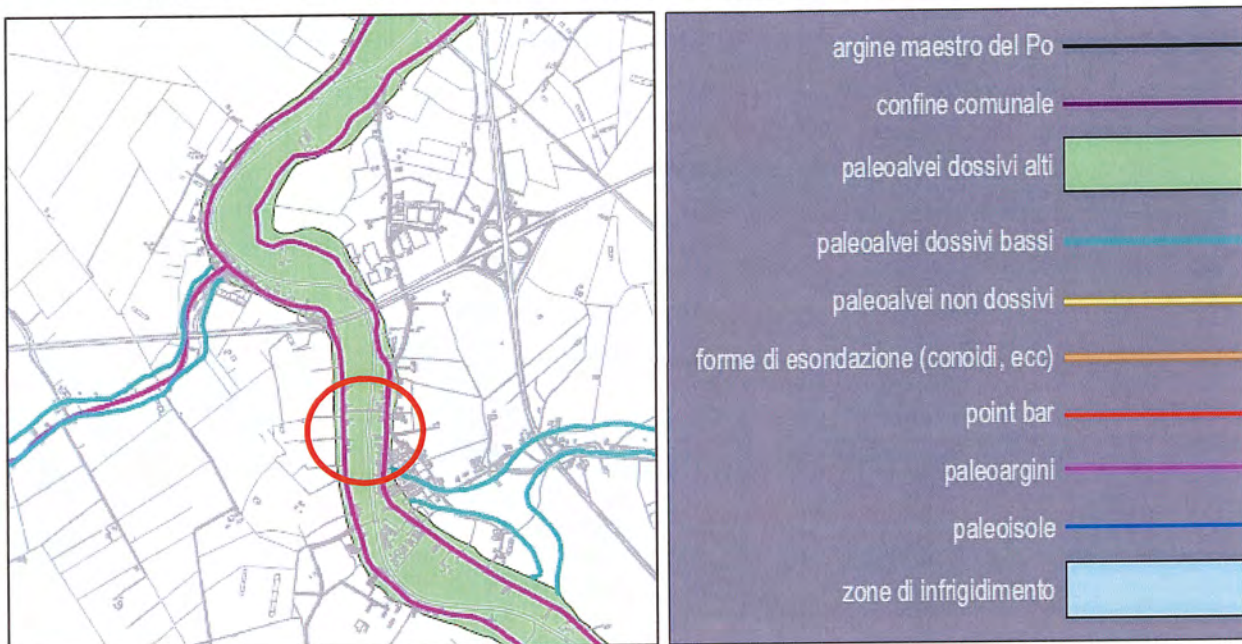 argine maestro del Po
confine comunale
paleoalvei dossivi alti
paleoalvei dossivi bassi
paleoalvei non dossivi
forme di esondazione (conoidi, ecc)
point bar
paleoargini
paleoisole
zone di infrigidimento